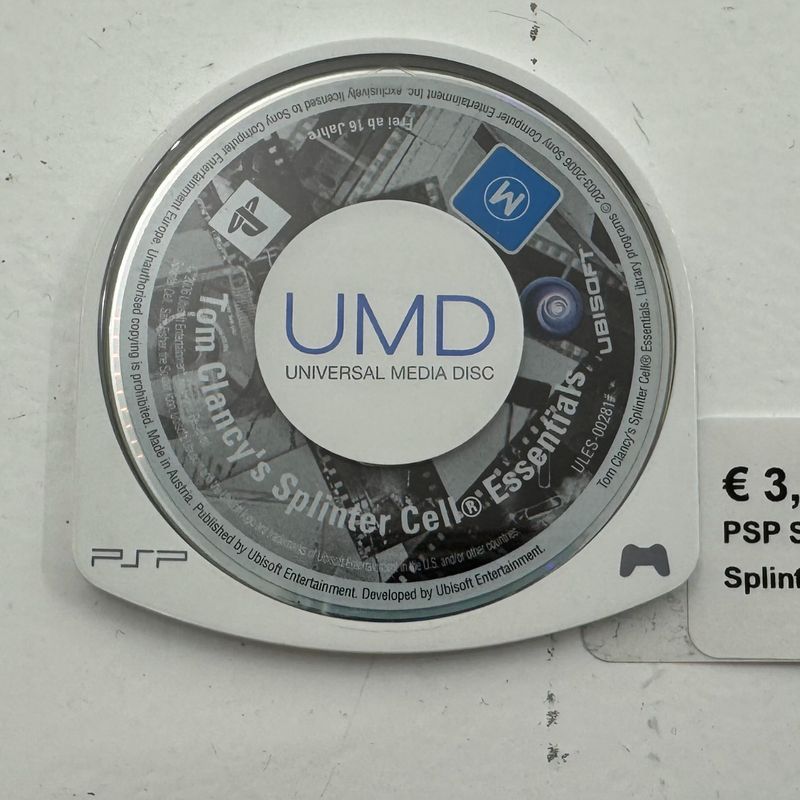 UMD
UNIVERSAL MEDIA DISC
Tom Clancy's Splinter Cell® Essentials
Frei ab 16 Jahre
M
UBISOFT
ULES-00281
Tom Clancy's Splinter Cell® Essentials. Library programs © 2003-2006 Sony Computer Entertainment Inc. exclusively licensed to Sony Computer Entertainment Europe. Unauthorised copying is prohibited. Made in Austria. Published by Ubisoft Entertainment. Developed by Ubisoft Entertainment.
PSP
€ 3,
PSP S
Splint